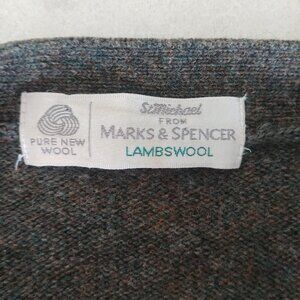 PURE NEW
WOOL
St Michael
FROM
MARKS & SPENCER
LAMBSWOOL